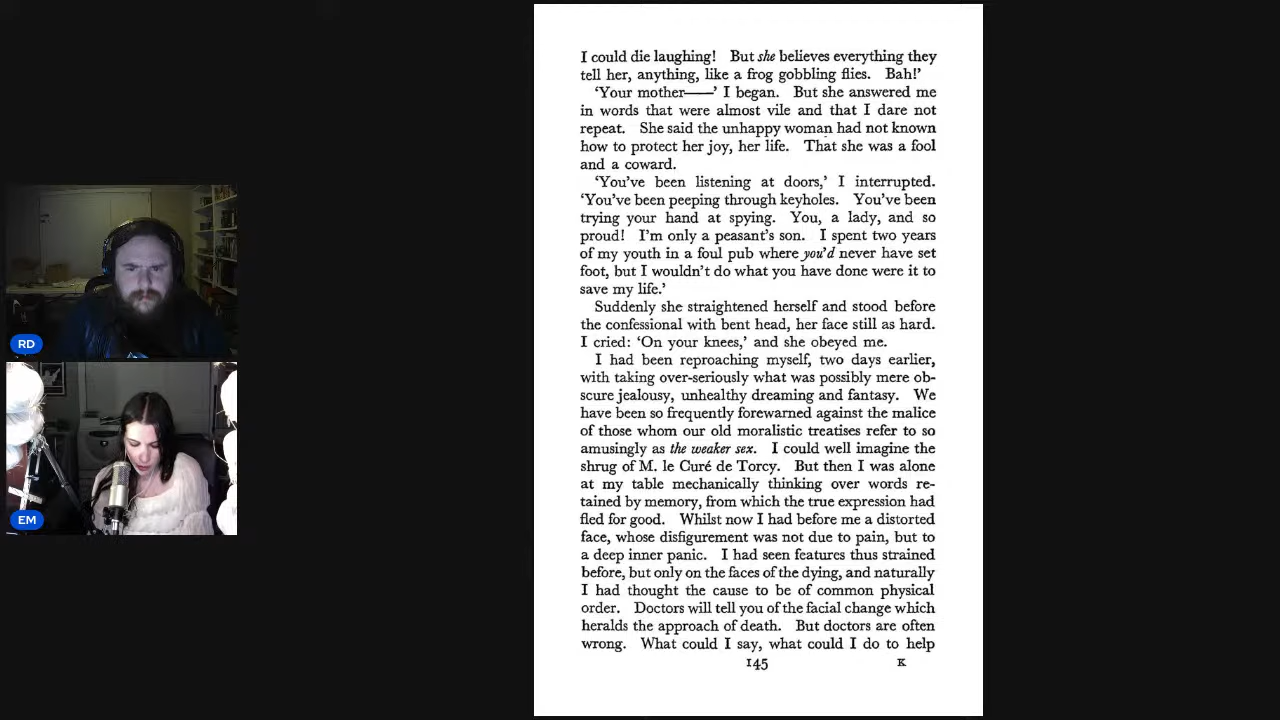 I could die laughing! But she believes everything they
tell her, anything, like a frog gobbling flies. Bah!’
‘Your mother——’ I began. But she answered me
in words that were almost vile and that I dare not
repeat. She said the unhappy woman had not known
how to protect her joy, her life. That she was a fool
and a coward.
‘You’ve been listening at doors,’ I interrupted.
‘You’ve been peeping through keyholes. You’ve been
trying your hand at spying. You, a lady, and so
proud! I’m only a peasant’s son. I spent two years
of my youth in a foul pub where you’d never have set
foot, but I wouldn’t do what you have done were it to
save my life.’
Suddenly she straightened herself and stood before
the confessional with bent head, her face still as hard.
I cried: ‘On your knees,’ and she obeyed me.
I had been reproaching myself, two days earlier,
with taking over-seriously what was possibly mere ob-
scure jealousy, unhealthy dreaming and fantasy. We
have been so frequently forewarned against the malice
of those whom our old moralistic treatises refer to so
amusingly as the weaker sex. I could well imagine the
shrug of M. le Curé de Torcy. But then I was alone
at my table mechanically thinking over words re-
tained by memory, from which the true expression had
fled for good. Whilst now I had before me a distorted
face, whose disfigurement was not due to pain, but to
a deep inner panic. I had seen features thus strained
before, but only on the faces of the dying, and naturally
I had thought the cause to be of common physical
order. Doctors will tell you of the facial change which
heralds the approach of death. But doctors are often
wrong. What could I say, what could I do to help
145 K
RD
EM